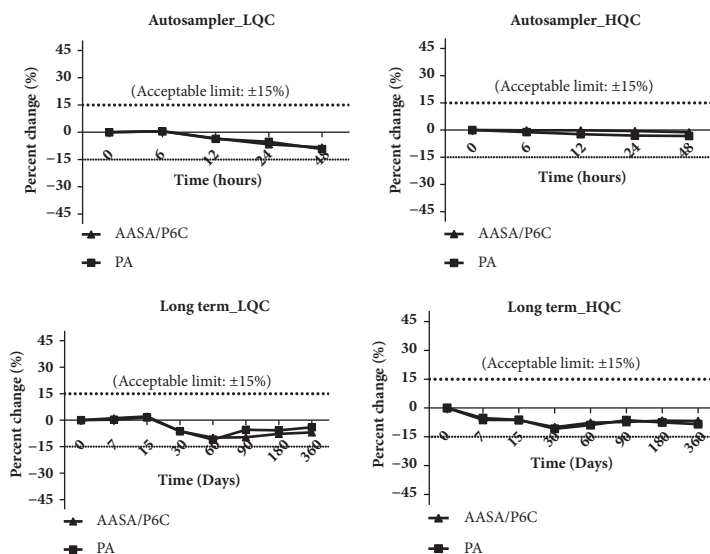 Autosampler_LQC
45
30
15
0
−15
−30
−45
Percent change (%)
(Acceptable limit: ±15%)
0 6 12 24 48
Time (hours)
AASA/P6C
PA
Autosampler_HQC
45
30
15
0
−15
−30
−45
Percent change (%)
(Acceptable limit: ±15%)
0 6 12 24 48
Time (hours)
AASA/P6C
PA
Long term_LQC
45
30
15
0
−15
−30
−45
Percent change (%)
(Acceptable limit: ±15%)
0 7 15 30 60 90 180 360
Time (Days)
AASA/P6C
PA
Long term_HQC
45
30
15
0
−15
−30
−45
Percent change (%)
(Acceptable limit: ±15%)
0 7 15 30 60 90 180 360
Time (Days)
AASA/P6C
PA